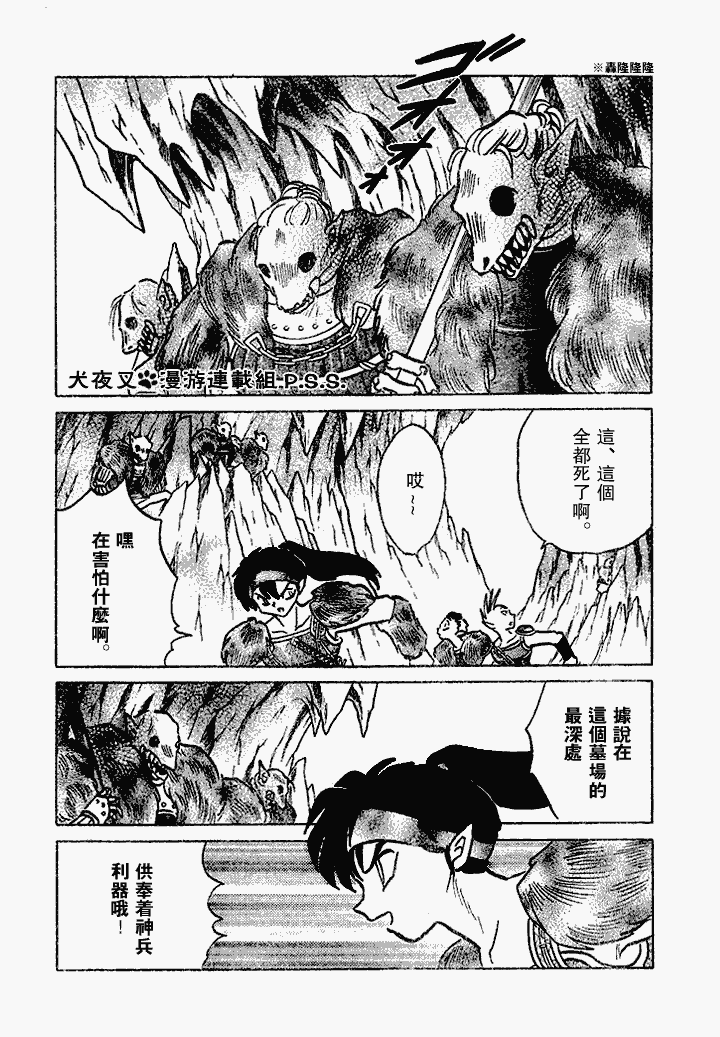 ※轟隆隆隆
ゴゴゴゴ
犬夜叉漫游連載組.P.S.S.
這、這個
全都死了啊。
哎~~
嘿
在害怕什麼啊。
據說在
這個墓場的
最深處
供奉着神兵
利器哦！